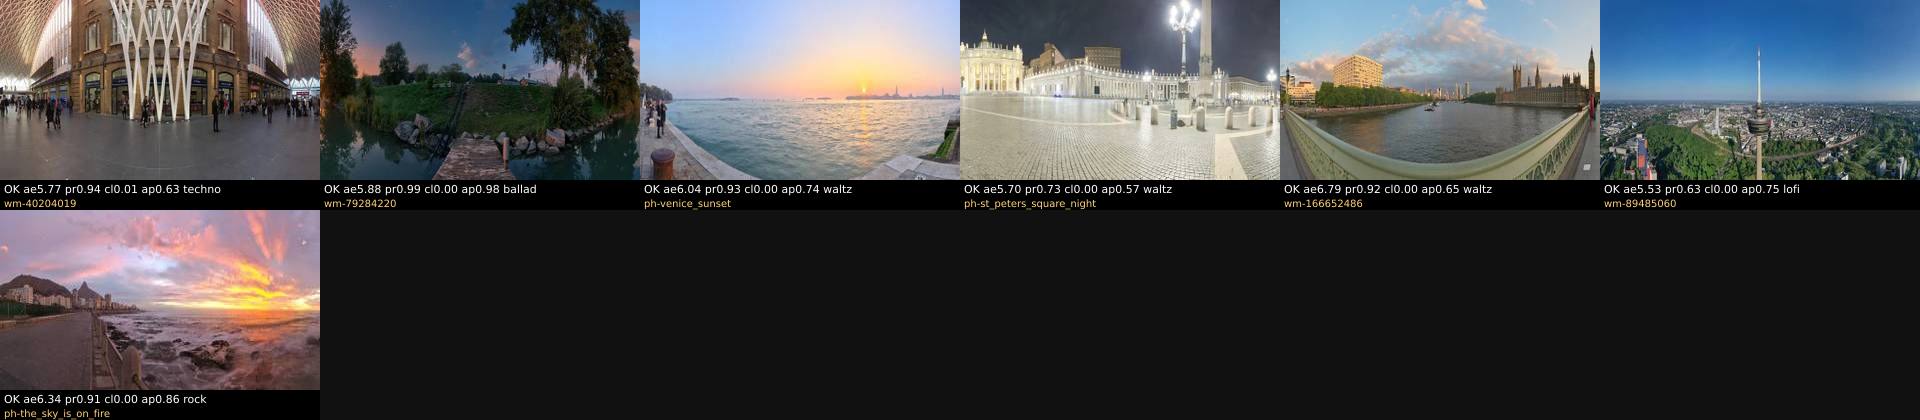 OK ae5.77 pr0.94 cl0.01 ap0.63 techno
wm-40204019
OK ae5.88 pr0.99 cl0.00 ap0.98 ballad
wm-79284220
OK ae6.04 pr0.93 cl0.00 ap0.74 waltz
ph-venice_sunset
OK ae5.70 pr0.73 cl0.00 ap0.57 waltz
ph-st_peters_square_night
OK ae6.79 pr0.92 cl0.00 ap0.65 waltz
wm-166652486
OK ae5.53 pr0.63 cl0.00 ap0.75 lofi
wm-89485060
OK ae6.34 pr0.91 cl0.00 ap0.86 rock
ph-the_sky_is_on_fire